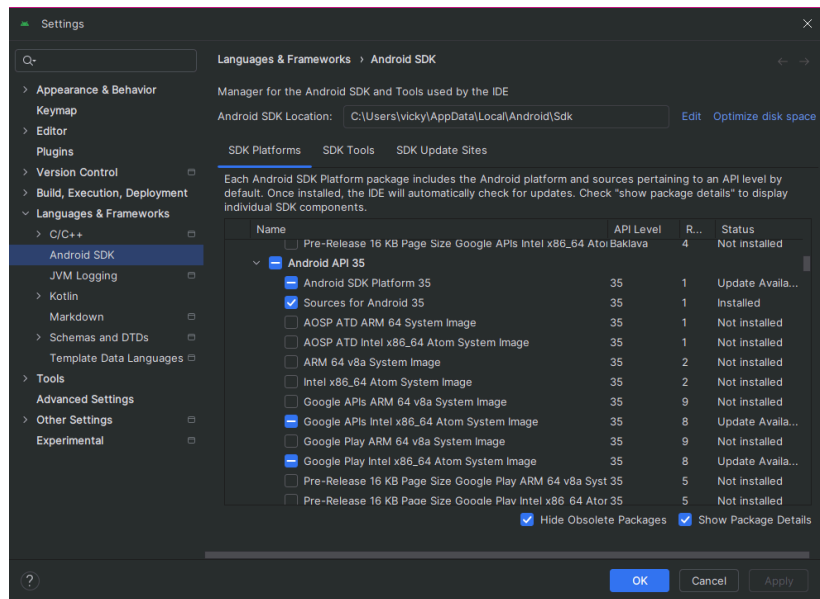 Settings
Languages & Frameworks › Android SDK
Manager for the Android SDK and Tools used by the IDE
Android SDK Location: C:\Users\vicky\AppData\Local\Android\Sdk Edit Optimize disk space
SDK Platforms SDK Tools SDK Update Sites
Each Android SDK Platform package includes the Android platform and sources pertaining to an API level by
default. Once installed, the IDE will automatically check for updates. Check "show package details" to display
individual SDK components.
Appearance & Behavior
Keymap
Editor
Plugins
Version Control
Build, Execution, Deployment
Languages & Frameworks
C/C++
Android SDK
JVM Logging
Kotlin
Markdown
Schemas and DTDs
Template Data Languages
Tools
Advanced Settings
Other Settings
Experimental
Name API Level R... Status
Pre-Release 16 KB Page Size Google APIs Intel x86_64 Ato Baklava 4 Not installed
Android API 35
Android SDK Platform 35 35 1 Update Availa...
Sources for Android 35 35 1 Installed
AOSP ATD ARM 64 System Image 35 1 Not installed
AOSP ATD Intel x86_64 Atom System Image 35 1 Not installed
ARM 64 v8a System Image 35 2 Not installed
Intel x86_64 Atom System Image 35 2 Not installed
Google APIs ARM 64 v8a System Image 35 9 Not installed
Google APIs Intel x86_64 Atom System Image 35 8 Update Availa...
Google Play ARM 64 v8a System Image 35 9 Not installed
Google Play Intel x86_64 Atom System Image 35 8 Update Availa...
Pre-Release 16 KB Page Size Google Play ARM 64 v8a Syst 35 5 Not installed
Pre-Release 16 KB Page Size Google Play Intel x86_64 Ator 35 5 Not installed
Hide Obsolete Packages Show Package Details
? OK Cancel Apply